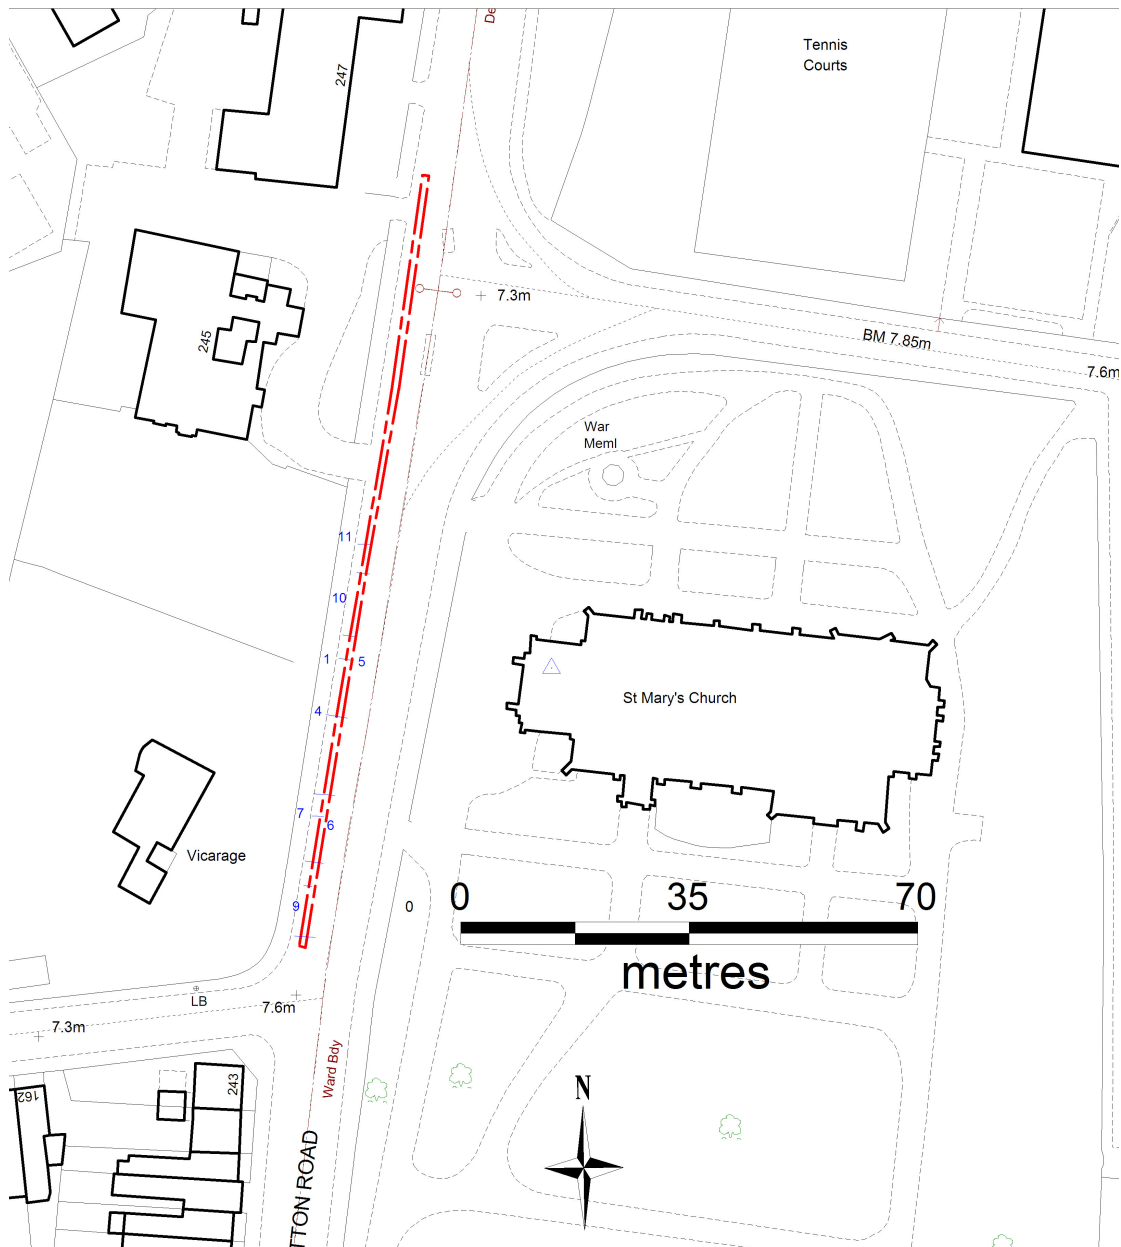 De
Tennis
Courts
247
7.3m
245
BM 7.85m
7.6m
War
Meml
11
10
1
5
St Mary's Church
4
7
6
Vicarage
9
0
0
35
70
metres
LB
7.6m
7.3m
Ward Bdy
243
162
N
TTON ROAD